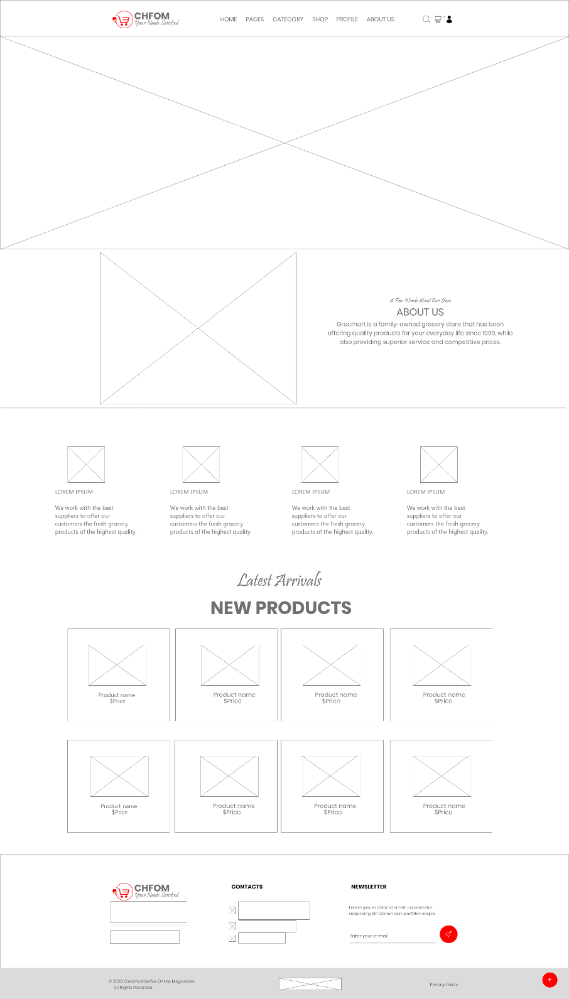 CHFOM
Your Needs Satisfied
HOME PAGES CATEGORY SHOP PROFILE ABOUT US
A Few Words About Our Store
ABOUT US
Grocmart is a family-owned grocery store that has been
offering quality products for your everyday life since 1999, while
also providing superior service and competitive prices.
LOREM IPSUM
We work with the best
suppliers to offer our
customers the fresh grocery
products of the highest quality.
LOREM IPSUM
We work with the best
suppliers to offer our
customers the fresh grocery
products of the highest quality.
LOREM IPSUM
We work with the best
suppliers to offer our
customers the fresh grocery
products of the highest quality.
LOREM IPSUM
We work with the best
suppliers to offer our
customers the fresh grocery
products of the highest quality.
Latest Arrivals
NEW PRODUCTS
Product name
$Price
Product name
$Price
Product name
$Price
Product name
$Price
Product name
$Price
Product name
$Price
Product name
$Price
Product name
$Price
CHFOM
Your Needs Satisfied
CONTACTS
NEWSLETTER
Lorem ipsum dolor sit amet, consectetur
adipiscing elit. Donec quis porttitor neque.
Enter your e-mail
© 2020 Cleckhudderfax Online Megastore.
All Rights Reserved.
Privacy Policy